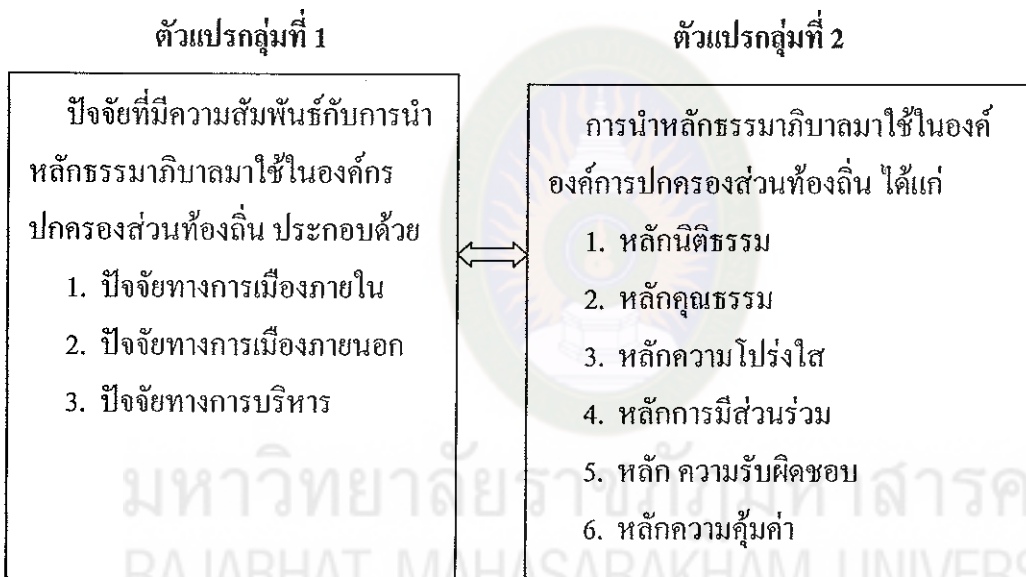 ตัวแปรกลุ่มที่ 1
ปัจจัยที่มีความสัมพันธ์กับการนำ
หลักธรรมาภิบาลมาใช้ในองค์กร
ปกครองส่วนท้องถิ่น ประกอบด้วย
1. ปัจจัยทางการเมืองภายใน
2. ปัจจัยทางการเมืองภายนอก
3. ปัจจัยทางการบริหาร
ตัวแปรกลุ่มที่ 2
การนำหลักธรรมาภิบาลมาใช้ในองค์
องค์การปกครองส่วนท้องถิ่น ได้แก่
1. หลักนิติธรรม
2. หลักคุณธรรม
3. หลักความโปร่งใส
4. หลักการมีส่วนร่วม
5. หลัก ความรับผิดชอบ
6. หลักความคุ้มค่า
มหาวิทยาลัยราชภัฏมหาสารค
RAJABHAT MAHASARAKHAM UNIVERS